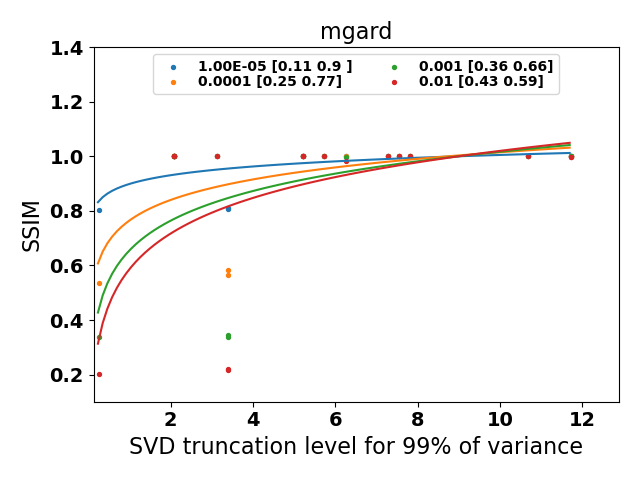 mgard
1.00E-05 [0.11 0.9 ]
0.0001 [0.25 0.77]
0.001 [0.36 0.66]
0.01 [0.43 0.59]
1.4
1.2
1.0
0.8
0.6
0.4
0.2
SSIM
2 4 6 8 10 12
SVD truncation level for 99% of variance